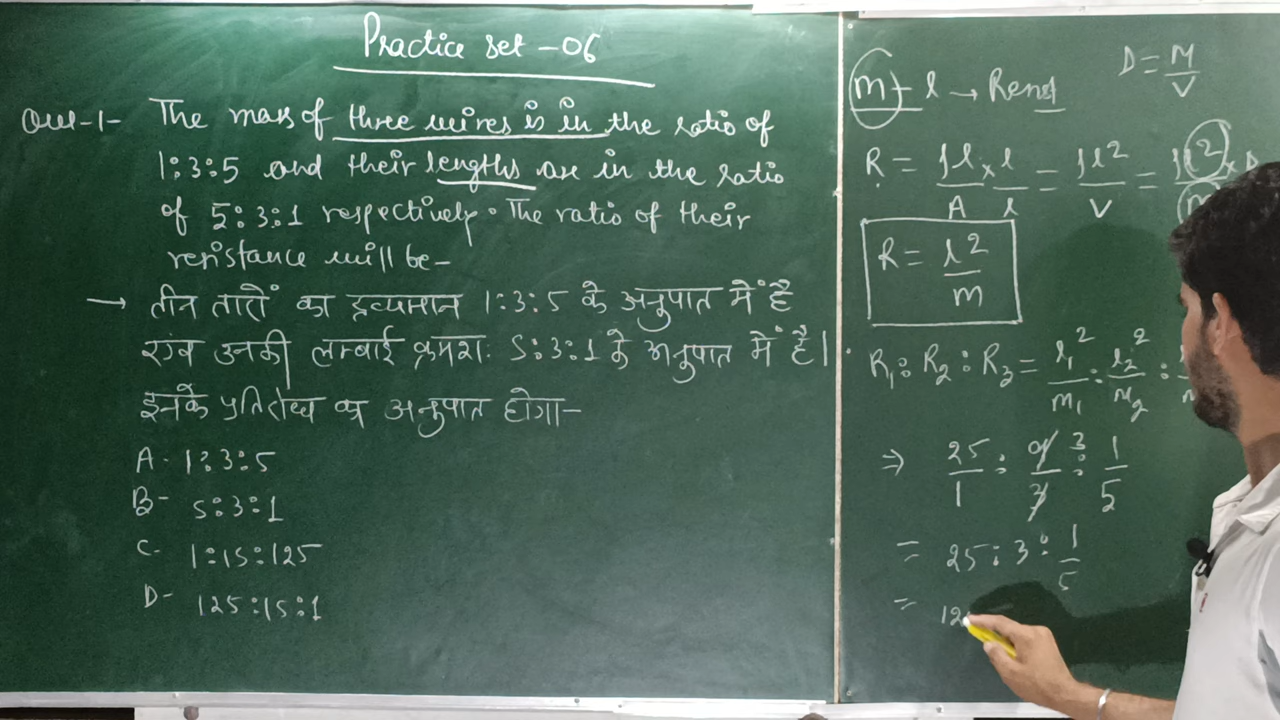 Practice set - 06
Que-1- The mass of three wires is in the ratio of
1:3:5 and their lengths are in the ratio
of 5:3:1 respectively. The ratio of their
resistance will be-
→ तीन तारों का द्रव्यमान 1:3:5 के अनुपात में है
एवं उनकी लम्बाई क्रमश: 5:3:1 के अनुपात में है।
इनके प्रतिरोध का अनुपात होगा-
A- 1:3:5
B- 5:3:1
C- 1:15:125
D- 125:15:1
D = M/V
m - l →
R = ρl/A × l/l = ρl²/V = ρl²
R = l²/m
R₁ : R₂ : R₃ = l₁²/m₁ : l₂²/m₂ :
⇒ 25/1 : 9/3 3 : 1/5
= 25 : 3 : 1/5
= 12